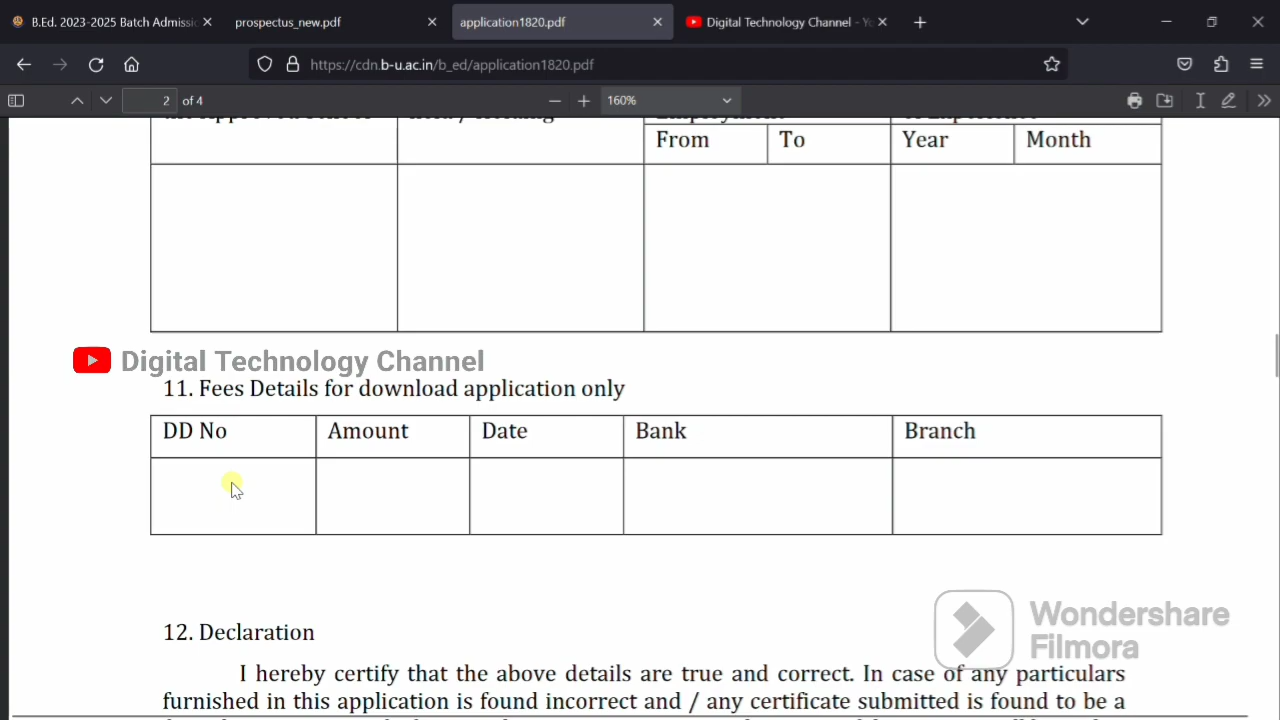 B.Ed. 2023-2025 Batch Admissi
prospectus_new.pdf
application1820.pdf
Digital Technology Channel - Yo
https://cdn.b-u.ac.in/b_ed/application1820.pdf
2 of 4
160%
From To Year Month
Digital Technology Channel
11. Fees Details for download application only
DD No Amount Date Bank Branch
12. Declaration
Wondershare
Filmora
I hereby certify that the above details are true and correct. In case of any particulars
furnished in this application is found incorrect and / any certificate submitted is found to be a